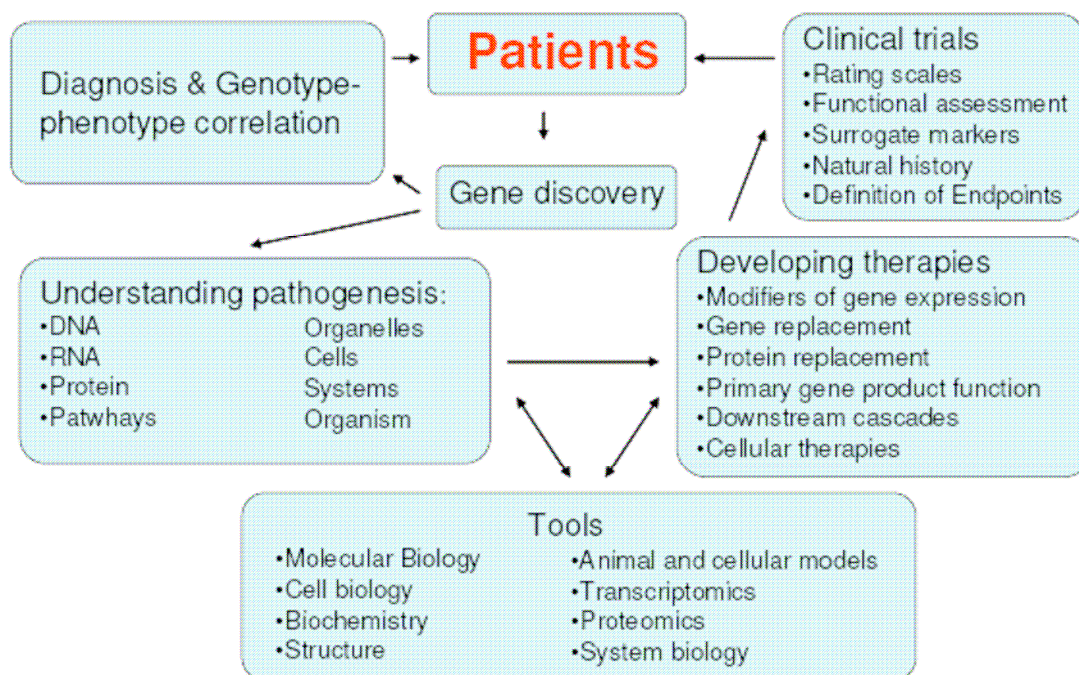 Patients
Diagnosis & Genotype-
phenotype correlation
Clinical trials
•Rating scales
•Functional assessment
•Surrogate markers
•Natural history
•Definition of Endpoints
Gene discovery
Understanding pathogenesis:
•DNA
•RNA
•Protein
•Patwhays
Organelles
Cells
Systems
Organism
Developing therapies
•Modifiers of gene expression
•Gene replacement
•Protein replacement
•Primary gene product function
•Downstream cascades
•Cellular therapies
Tools
•Molecular Biology
•Cell biology
•Biochemistry
•Structure
•Animal and cellular models
•Transcriptomics
•Proteomics
•System biology